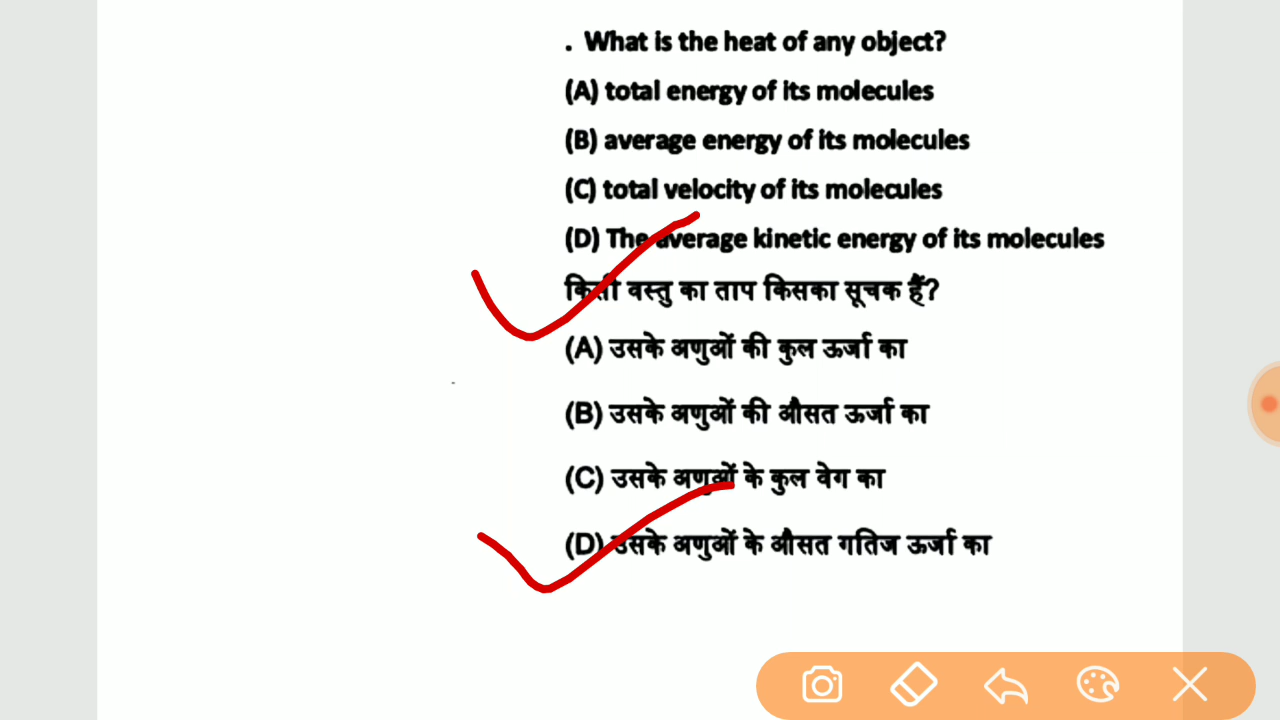 . What is the heat of any object?
(A) total energy of its molecules
(B) average energy of its molecules
(C) total velocity of its molecules
(D) The average kinetic energy of its molecules
किसी वस्तु का ताप किसका सूचक हैं?
(A) उसके अणुओं की कुल ऊर्जा का
(B) उसके अणुओं की औसत ऊर्जा का
(C) उसके अणुओं के कुल वेग का
(D) उसके अणुओं के औसत गतिज ऊर्जा का